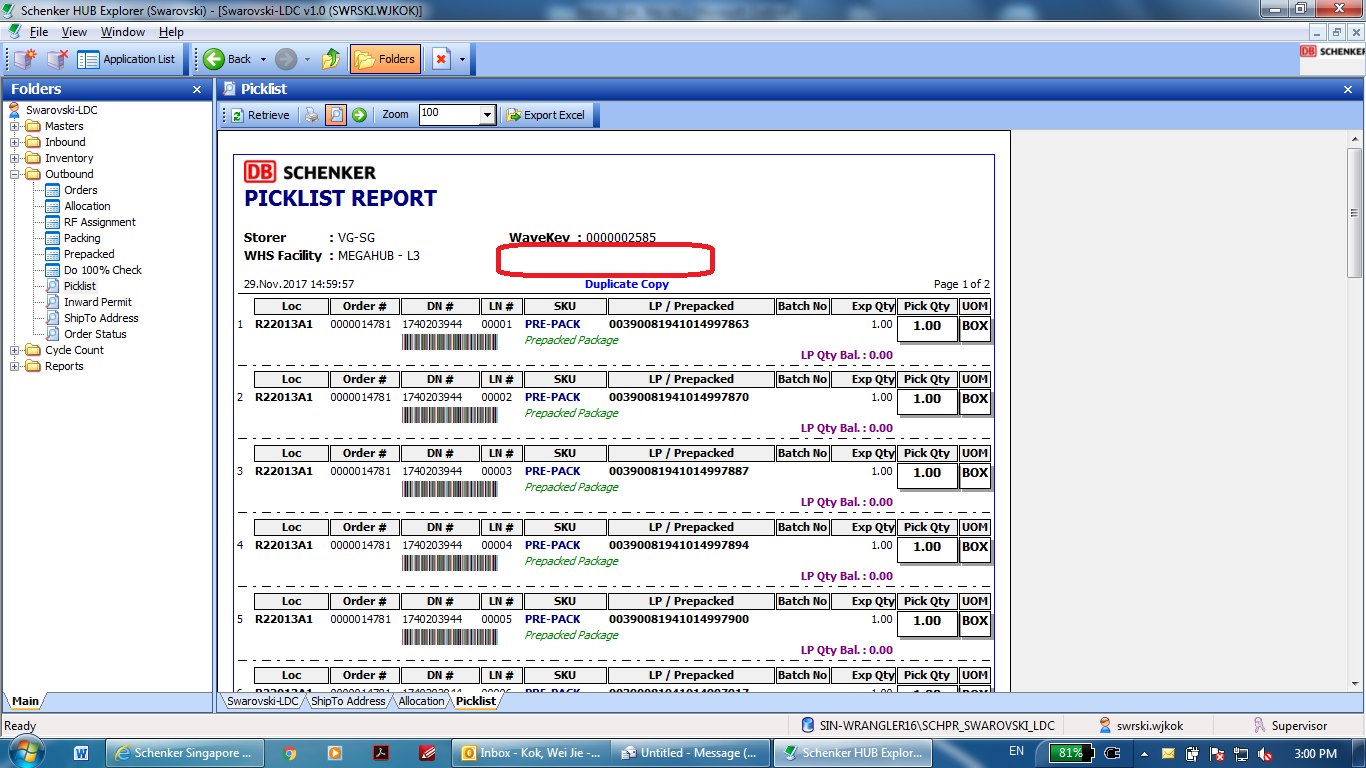 Schenker HUB Explorer (Swarovski) - [Swarovski-LDC v1.0 (SWRSKI.WJKOK)]
File View Window Help
Application List Back Folders DB SCHENKER
Folders
Swarovski-LDC
Masters
Inbound
Inventory
Outbound
Orders
Allocation
RF Assignment
Packing
Prepacked
Do 100% Check
Picklist
Inward Permit
ShipTo Address
Order Status
Cycle Count
Reports
Main
Picklist
Retrieve Zoom 100 Export Excel
DB SCHENKER
PICKLIST REPORT
Storer : VG-SG WaveKey : 0000002585
WHS Facility : MEGAHUB - L3
29.Nov.2017 14:59:57 Duplicate Copy Page 1 of 2
Loc Order # DN # LN # SKU LP / Prepacked Batch No Exp Qty Pick Qty UOM
1 R22013A1 0000014781 1740203944 00001 PRE-PACK 00390081941014997863 1.00 1.00 BOX
Prepacked Package
LP Qty Bal. : 0.00
Loc Order # DN # LN # SKU LP / Prepacked Batch No Exp Qty Pick Qty UOM
2 R22013A1 0000014781 1740203944 00002 PRE-PACK 00390081941014997870 1.00 1.00 BOX
Prepacked Package
LP Qty Bal. : 0.00
Loc Order # DN # LN # SKU LP / Prepacked Batch No Exp Qty Pick Qty UOM
3 R22013A1 0000014781 1740203944 00003 PRE-PACK 00390081941014997887 1.00 1.00 BOX
Prepacked Package
LP Qty Bal. : 0.00
Loc Order # DN # LN # SKU LP / Prepacked Batch No Exp Qty Pick Qty UOM
4 R22013A1 0000014781 1740203944 00004 PRE-PACK 00390081941014997894 1.00 1.00 BOX
Prepacked Package
LP Qty Bal. : 0.00
Loc Order # DN # LN # SKU LP / Prepacked Batch No Exp Qty Pick Qty UOM
5 R22013A1 0000014781 1740203944 00005 PRE-PACK 00390081941014997900 1.00 1.00 BOX
Prepacked Package
LP Qty Bal. : 0.00
Loc Order # DN # LN # SKU LP / Prepacked Batch No Exp Qty Pick Qty UOM
Swarovski-LDC ShipTo Address Allocation Picklist
Ready SIN-WRANGLER16\SCHPR_SWAROVSKI_LDC swrski.wjkok Supervisor
Schenker Singapore ... Inbox - Kok, Wei Jie - ... Untitled - Message (... Schenker HUB Explor... EN 81% 3:00 PM